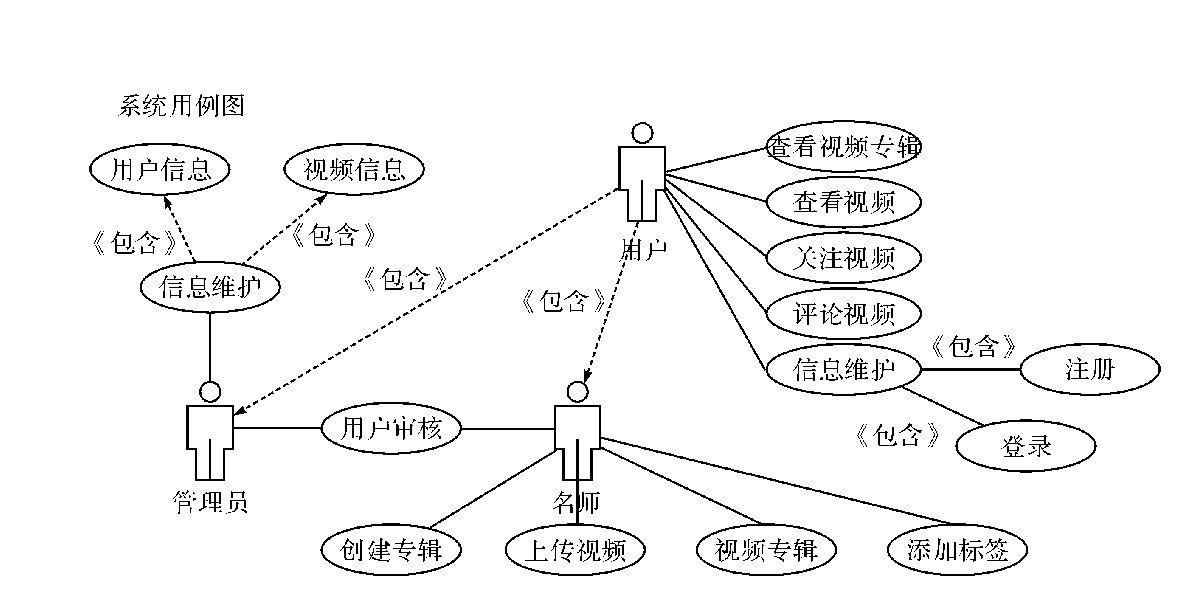 系统用例图
用户信息
视频信息
《包含》
《包含》
信息维护
查看视频专辑
查看视频
关注视频
评论视频
信息维护
用户
《包含》
《包含》
《包含》
注册
《包含》
登录
用户审核
管理员
名师
创建专辑
上传视频
视频专辑
添加标签